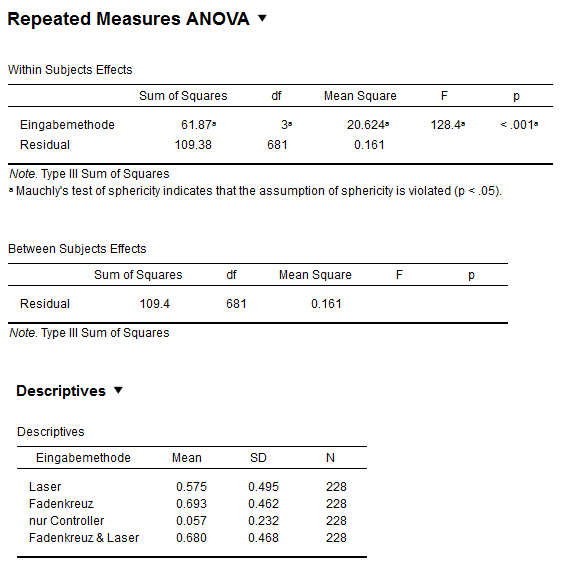 Repeated Measures ANOVA ▼
Within Subjects Effects
Sum of Squares df Mean Square F p
Eingabemethode 61.87ᵃ 3ᵃ 20.624ᵃ 128.4ᵃ < .001ᵃ
Residual 109.38 681 0.161
Note. Type III Sum of Squares
ᵃ Mauchly's test of sphericity indicates that the assumption of sphericity is violated (p < .05).
Between Subjects Effects
Sum of Squares df Mean Square F p
Residual 109.4 681 0.161
Note. Type III Sum of Squares
Descriptives ▼
Descriptives
Eingabemethode Mean SD N
Laser 0.575 0.495 228
Fadenkreuz 0.693 0.462 228
nur Controller 0.057 0.232 228
Fadenkreuz & Laser 0.680 0.468 228